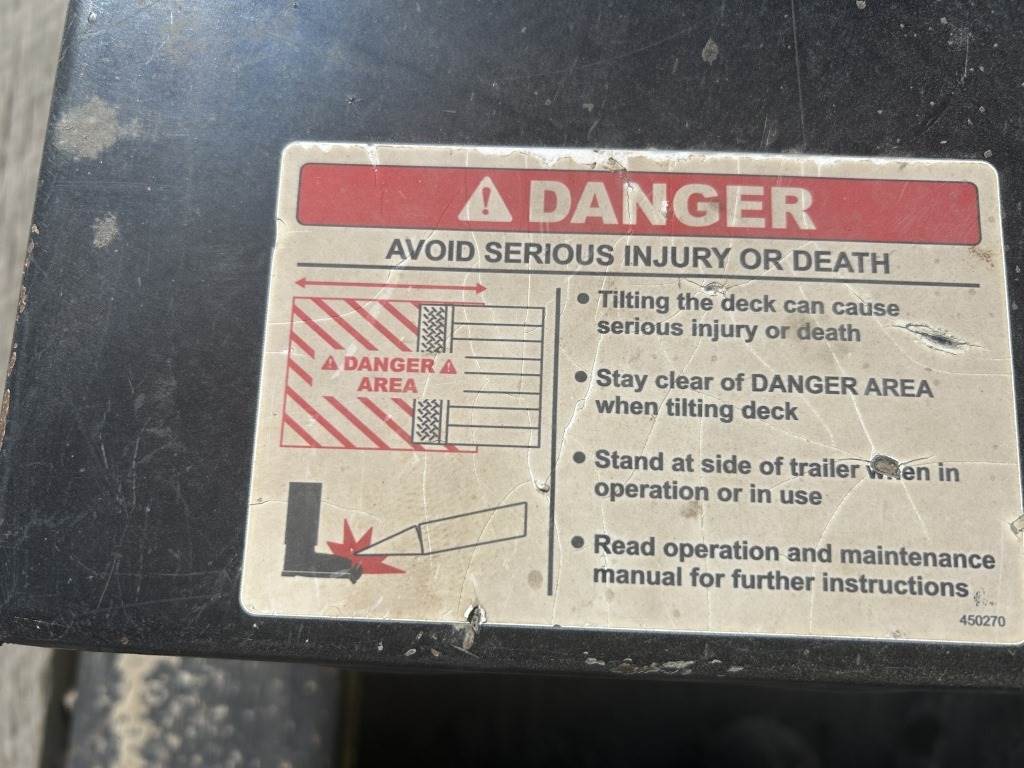 DANGER
AVOID SERIOUS INJURY OR DEATH
DANGER
AREA
• Tilting the deck can cause
serious injury or death
• Stay clear of DANGER AREA
when tilting deck
• Stand at side of trailer when in
operation or in use
• Read operation and maintenance
manual for further instructions
450270